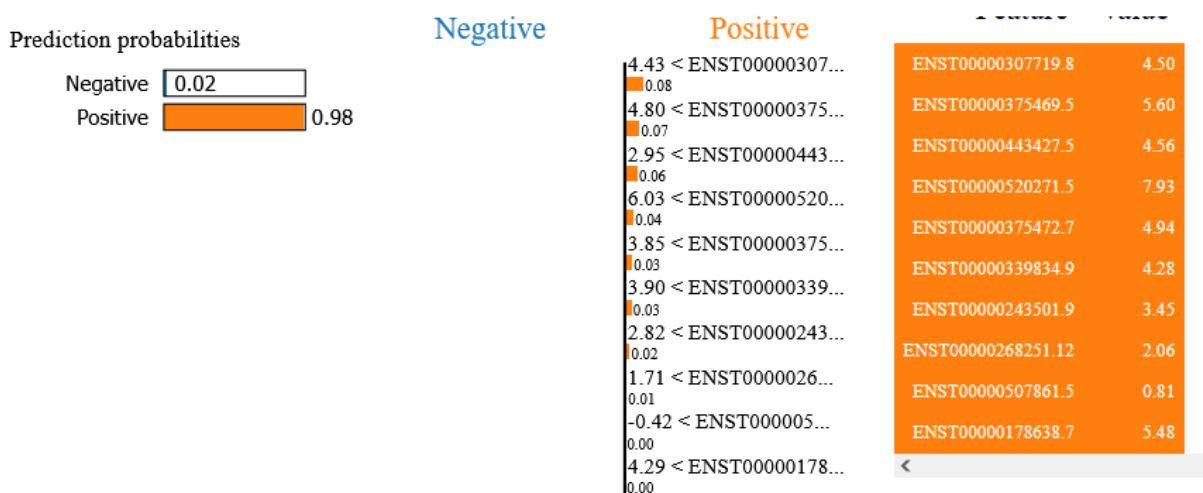 Prediction probabilities
Negative 0.02
Positive 0.98
Negative Positive
4.43 < ENST00000307...
0.08
4.80 < ENST00000375...
0.07
2.95 < ENST00000443...
0.06
6.03 < ENST00000520...
0.04
3.85 < ENST00000375...
0.03
3.90 < ENST00000339...
0.03
2.82 < ENST00000243...
0.02
1.71 < ENST0000026...
0.01
-0.42 < ENST000005...
0.00
4.29 < ENST00000178...
0.00
ENST00000307719.8 4.50
ENST00000375469.5 5.60
ENST00000443427.5 4.56
ENST00000520271.5 7.93
ENST00000375472.7 4.94
ENST00000339834.9 4.28
ENST00000243501.9 3.45
ENST00000268251.12 2.06
ENST00000507861.5 0.81
ENST00000178638.7 5.48